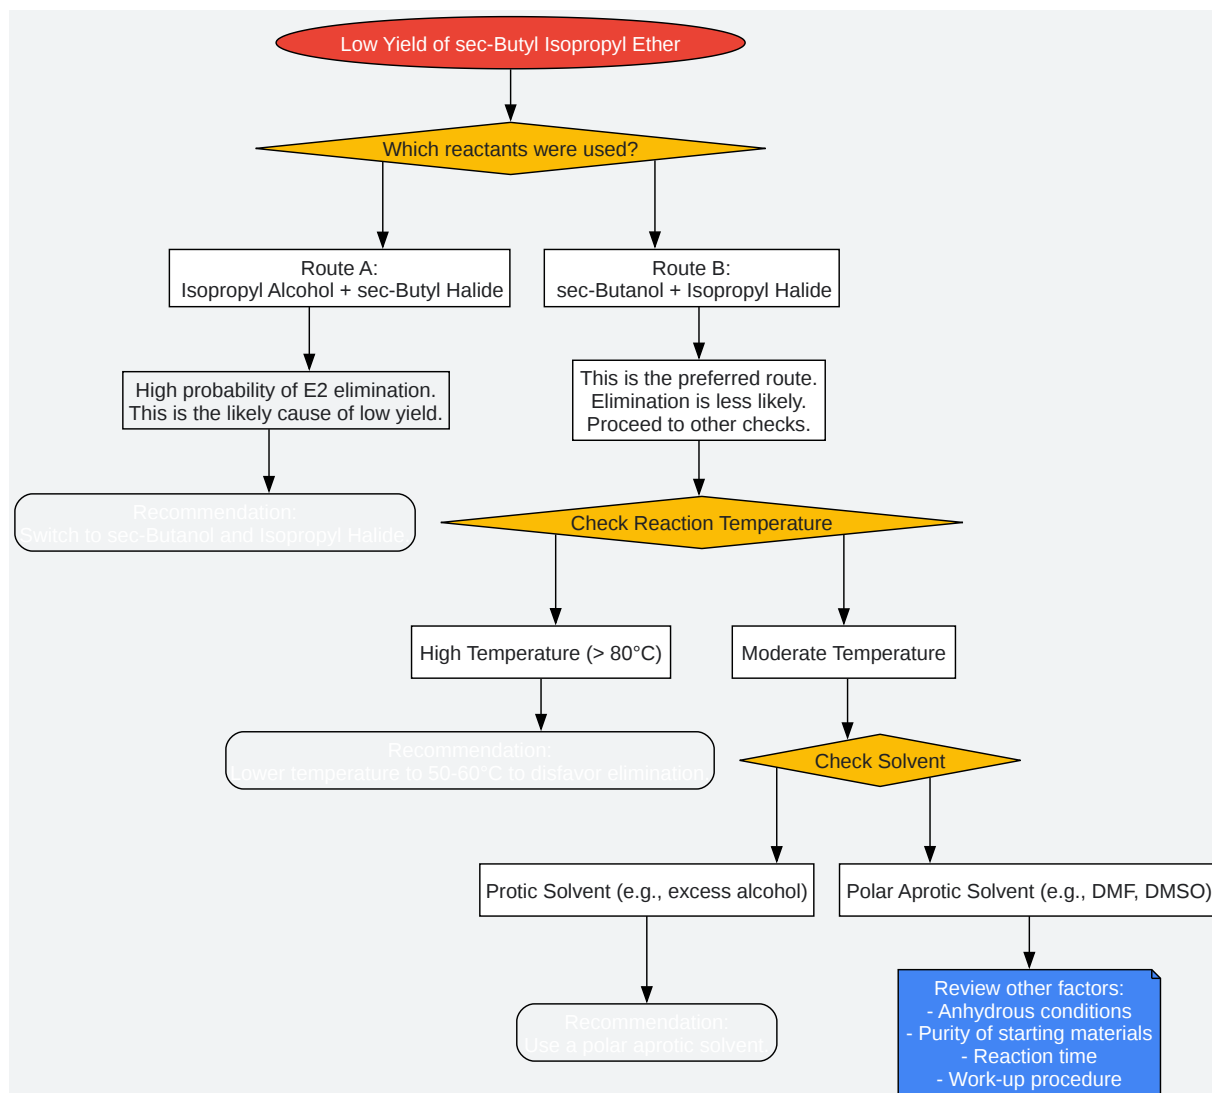 Low Yield of sec-Butyl Isopropyl Ether
Which reactants were used?
Route A:
Isopropyl Alcohol + sec-Butyl Halide
Route B:
sec-Butanol + Isopropyl Halide
High probability of E2 elimination.
This is the likely cause of low yield.
This is the preferred route.
Elimination is less likely.
Proceed to other checks.
Recommendation:
Switch to sec-Butanol and Isopropyl Halide.
Check Reaction Temperature
High Temperature (> 80°C)
Moderate Temperature
Recommendation:
Lower temperature to 50-60°C to disfavor elimination.
Check Solvent
Protic Solvent (e.g., excess alcohol)
Polar Aprotic Solvent (e.g., DMF, DMSO)
Recommendation:
Use a polar aprotic solvent.
Review other factors:
- Anhydrous conditions
- Purity of starting materials
- Reaction time
- Work-up procedure